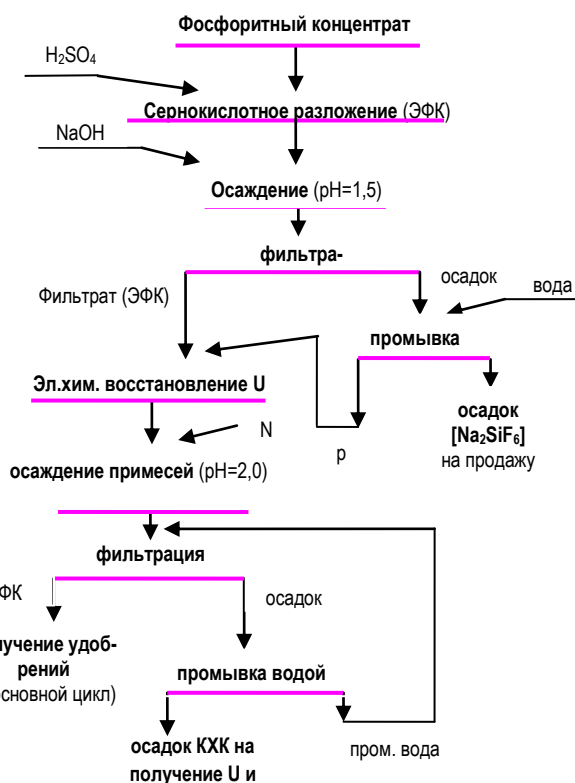 Фосфоритный концентрат
H₂SO₄
Сернокислотное разложение (ЭФК)
NaOH
Осаждение (pH=1,5)
фильтра-
осадок
вода
Фильтрат (ЭФК)
промывка
Эл.хим. восстановление U
осадок
[Na₂SiF₆]
на продажу
N
р
осаждение примесей (pH=2,0)
фильтрация
ФК
осадок
лучение удоб-
рений
основной цикл)
промывка водой
осадок КХК на
получение U и
пром. вода